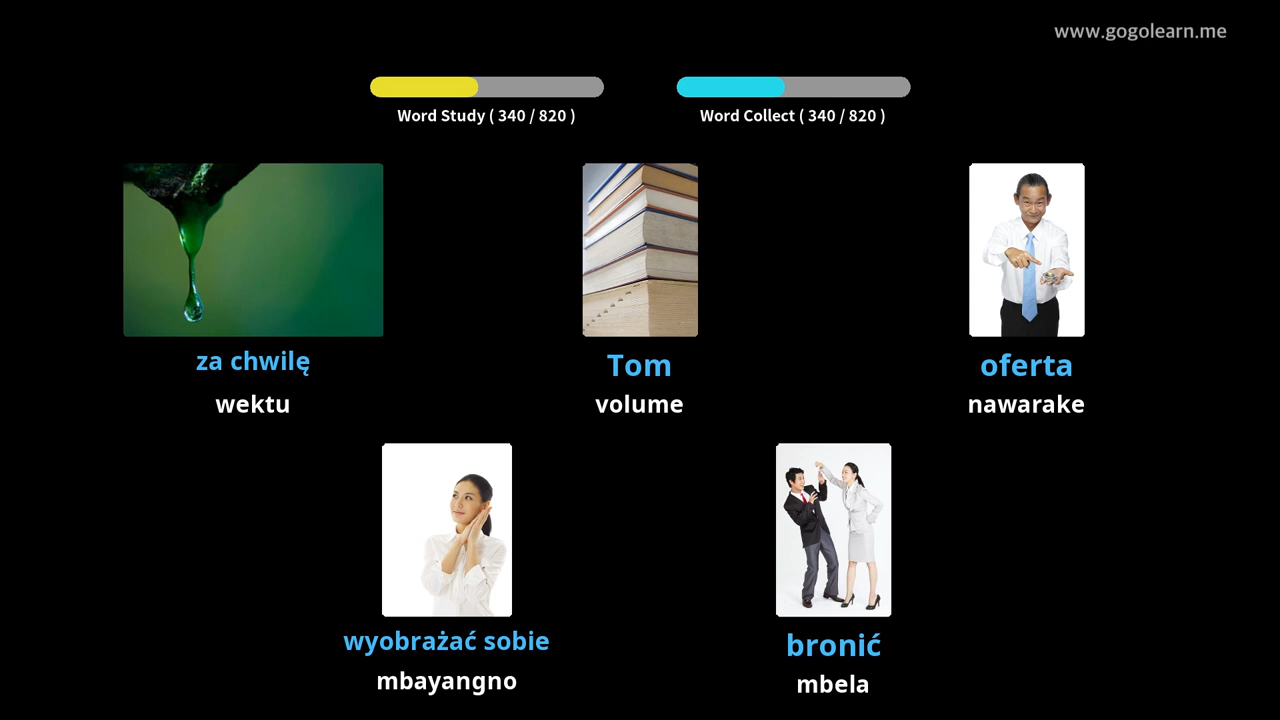 www.gogolearn.me
Word Study ( 340 / 820 )
Word Collect ( 340 / 820 )
za chwilę
wektu
Tom
volume
oferta
nawarake
wyobrażać sobie
mbayangno
bronić
mbela